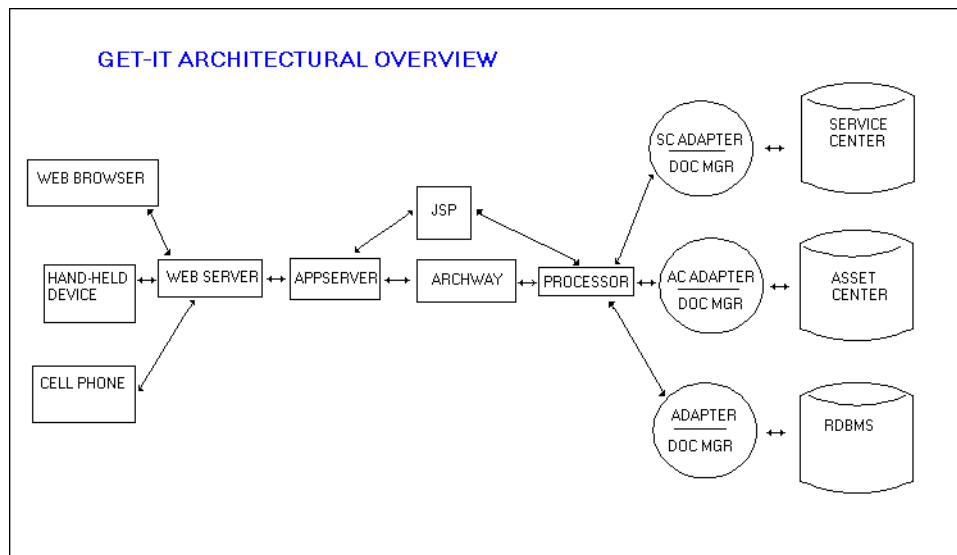 GET-IT ARCHITECTURAL OVERVIEW
WEB BROWSER
HAND-HELD
DEVICE
CELL PHONE
WEB SERVER
APPSERVER
JSP
ARCHWAY
PROCESSOR
SC ADAPTER
DOC MGR
SERVICE
CENTER
AC ADAPTER
DOC MGR
ASSET
CENTER
ADAPTER
DOC MGR
RDBMS